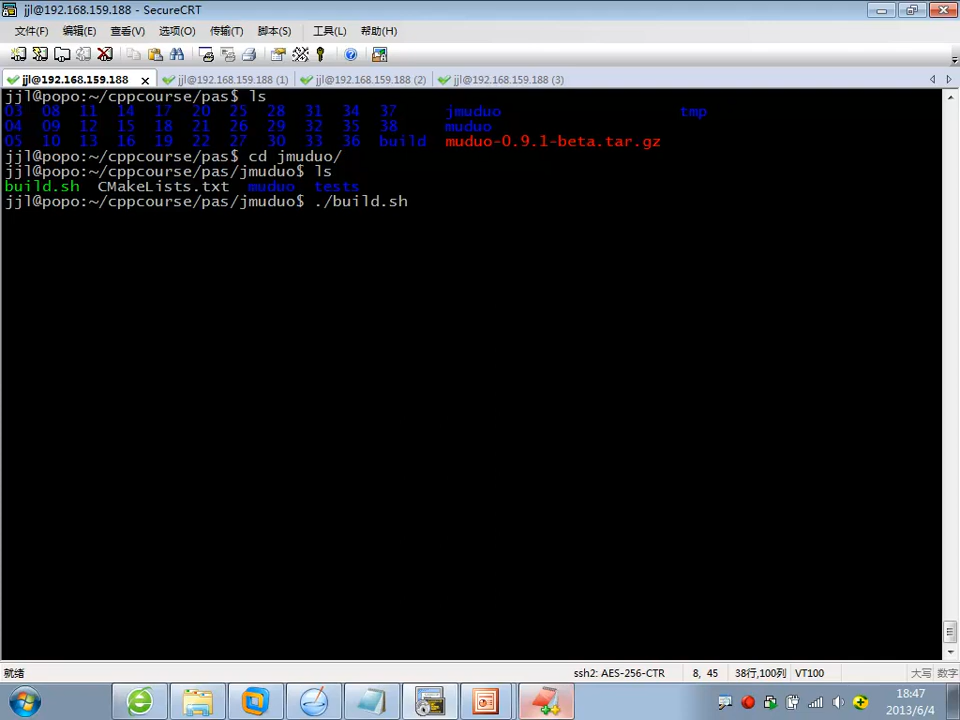 jjl@192.168.159.188 - SecureCRT
文件(F) 编辑(E) 查看(V) 选项(O) 传输(T) 脚本(S) 工具(L) 帮助(H)
jjl@192.168.159.188 jjl@192.168.159.188 (1) jjl@192.168.159.188 (2) jjl@192.168.159.188 (3)
jjl@popo:~/cppcourse/pas$ ls
03 08 11 14 17 20 25 28 31 34 37 jmuduo tmp
04 09 12 15 18 21 26 29 32 35 38 muduo
05 10 13 16 19 22 27 30 33 36 build muduo-0.9.1-beta.tar.gz
jjl@popo:~/cppcourse/pas$ cd jmuduo/
jjl@popo:~/cppcourse/pas/jmuduo$ ls
build.sh CMakeLists.txt muduo tests
jjl@popo:~/cppcourse/pas/jmuduo$ ./build.sh
就绪 ssh2: AES-256-CTR 8, 45 38行,100列 VT100 大写 数字
18:47
2013/6/4